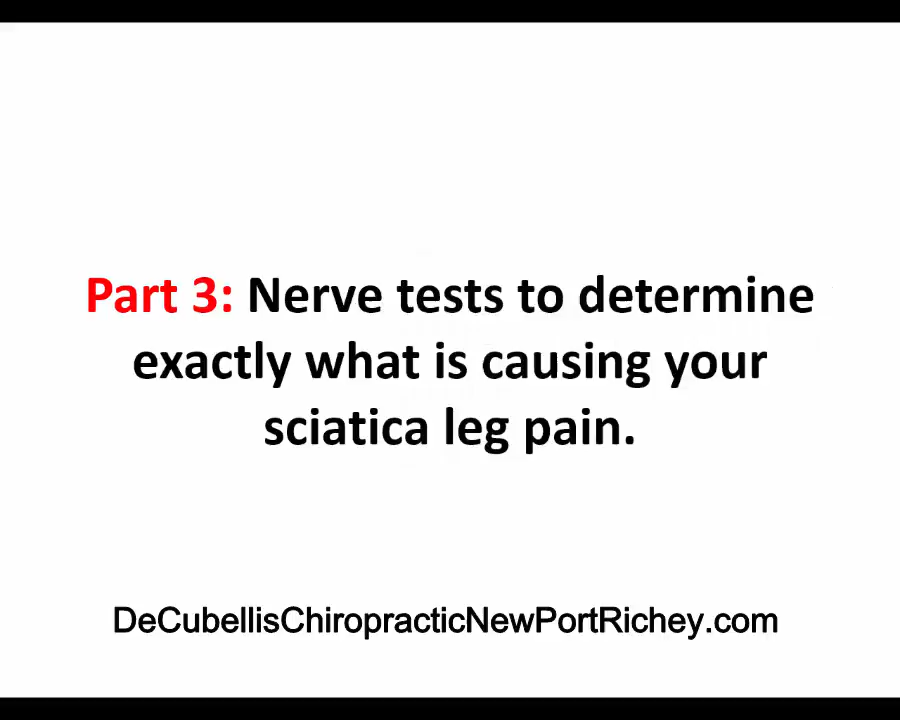 Part 3: Nerve tests to determine
exactly what is causing your
sciatica leg pain.
DeCubellisChiropracticNewPortRichey.com